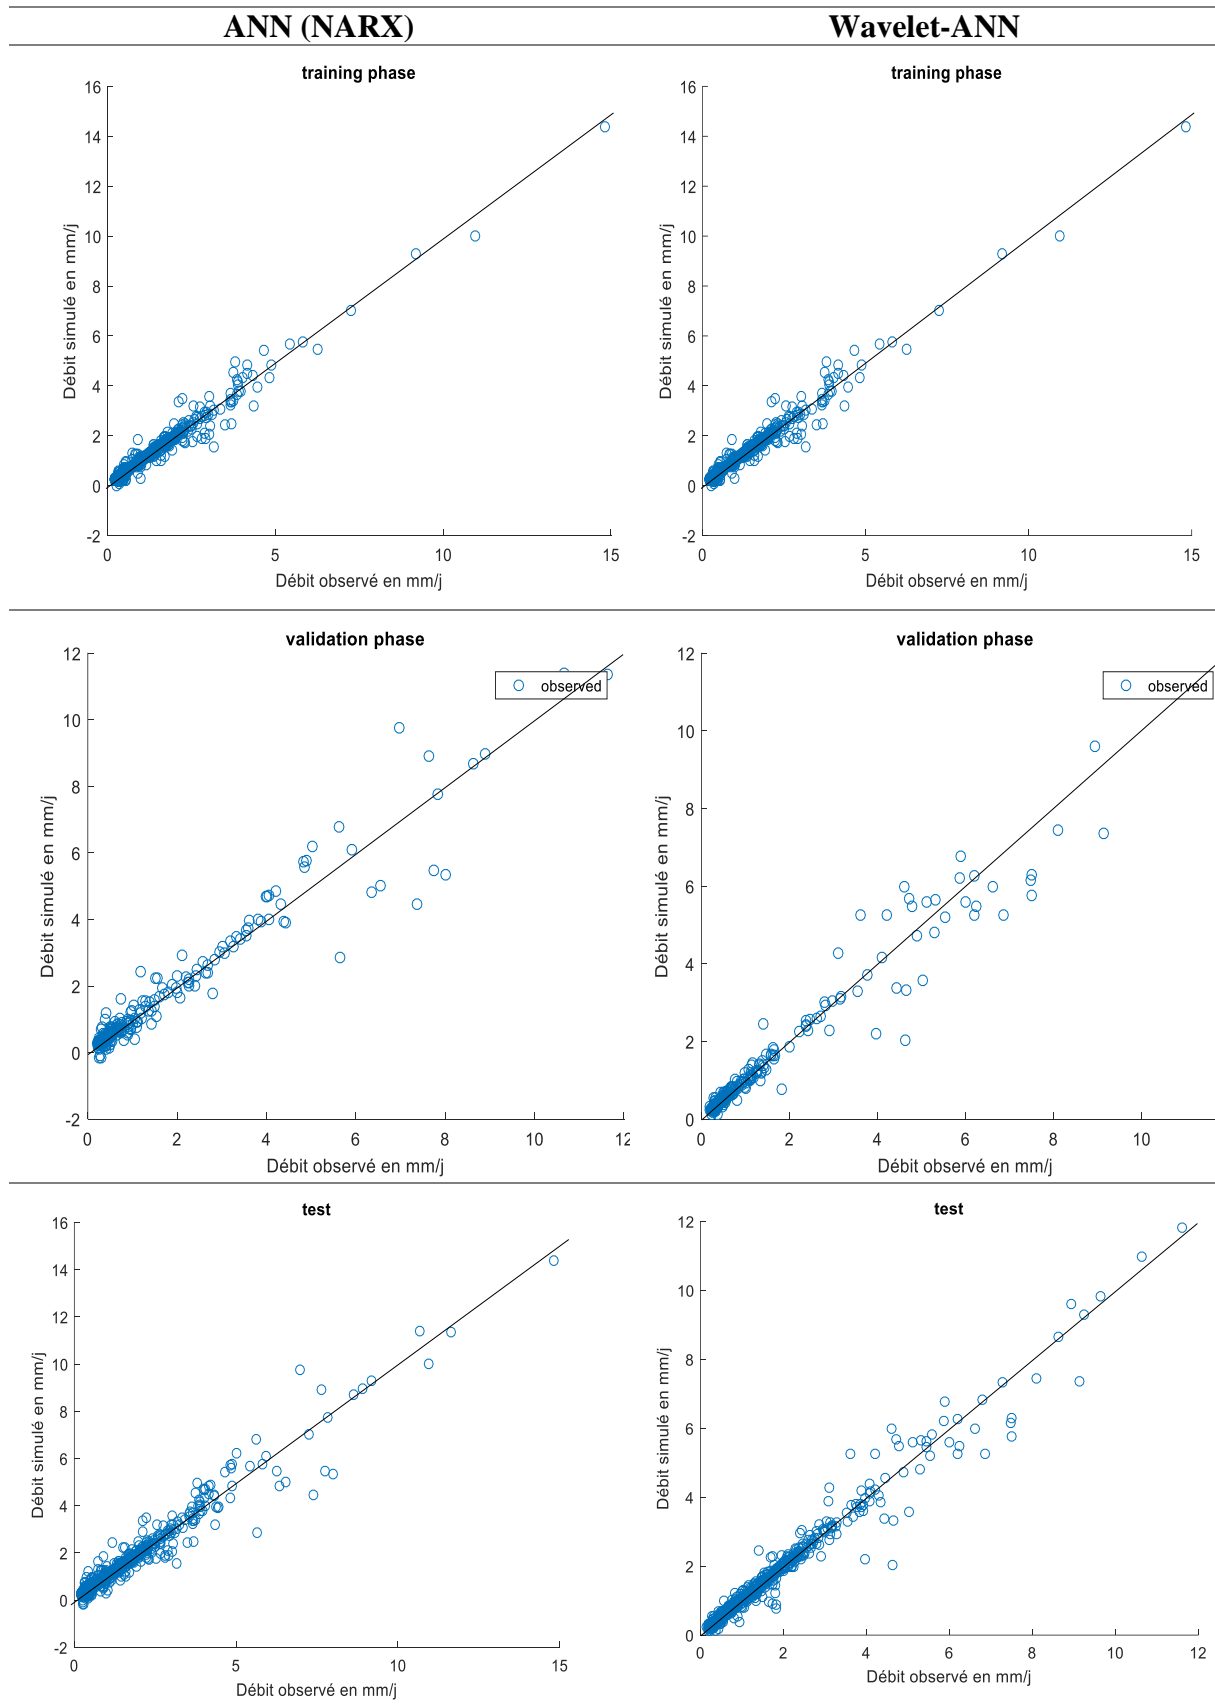 ANN (NARX) Wavelet-ANN
training phase
16
14
12
10
8
6
4
2
0
-2
0 5 10 15
Débit simulé en mm/j
Débit observé en mm/j
training phase
16
14
12
10
8
6
4
2
0
-2
0 5 10 15
Débit simulé en mm/j
Débit observé en mm/j
validation phase
observed
12
10
8
6
4
2
0
-2
0 2 4 6 8 10 12
Débit simulé en mm/j
Débit observé en mm/j
validation phase
observed
12
10
8
6
4
2
0
0 2 4 6 8 10
Débit simulé en mm/j
Débit observé en mm/j
test
16
14
12
10
8
6
4
2
0
-2
0 5 10 15
Débit simulé en mm/j
Débit observé en mm/j
test
12
10
8
6
4
2
0
0 2 4 6 8 10 12
Débit simulé en mm/j
Débit observé en mm/j